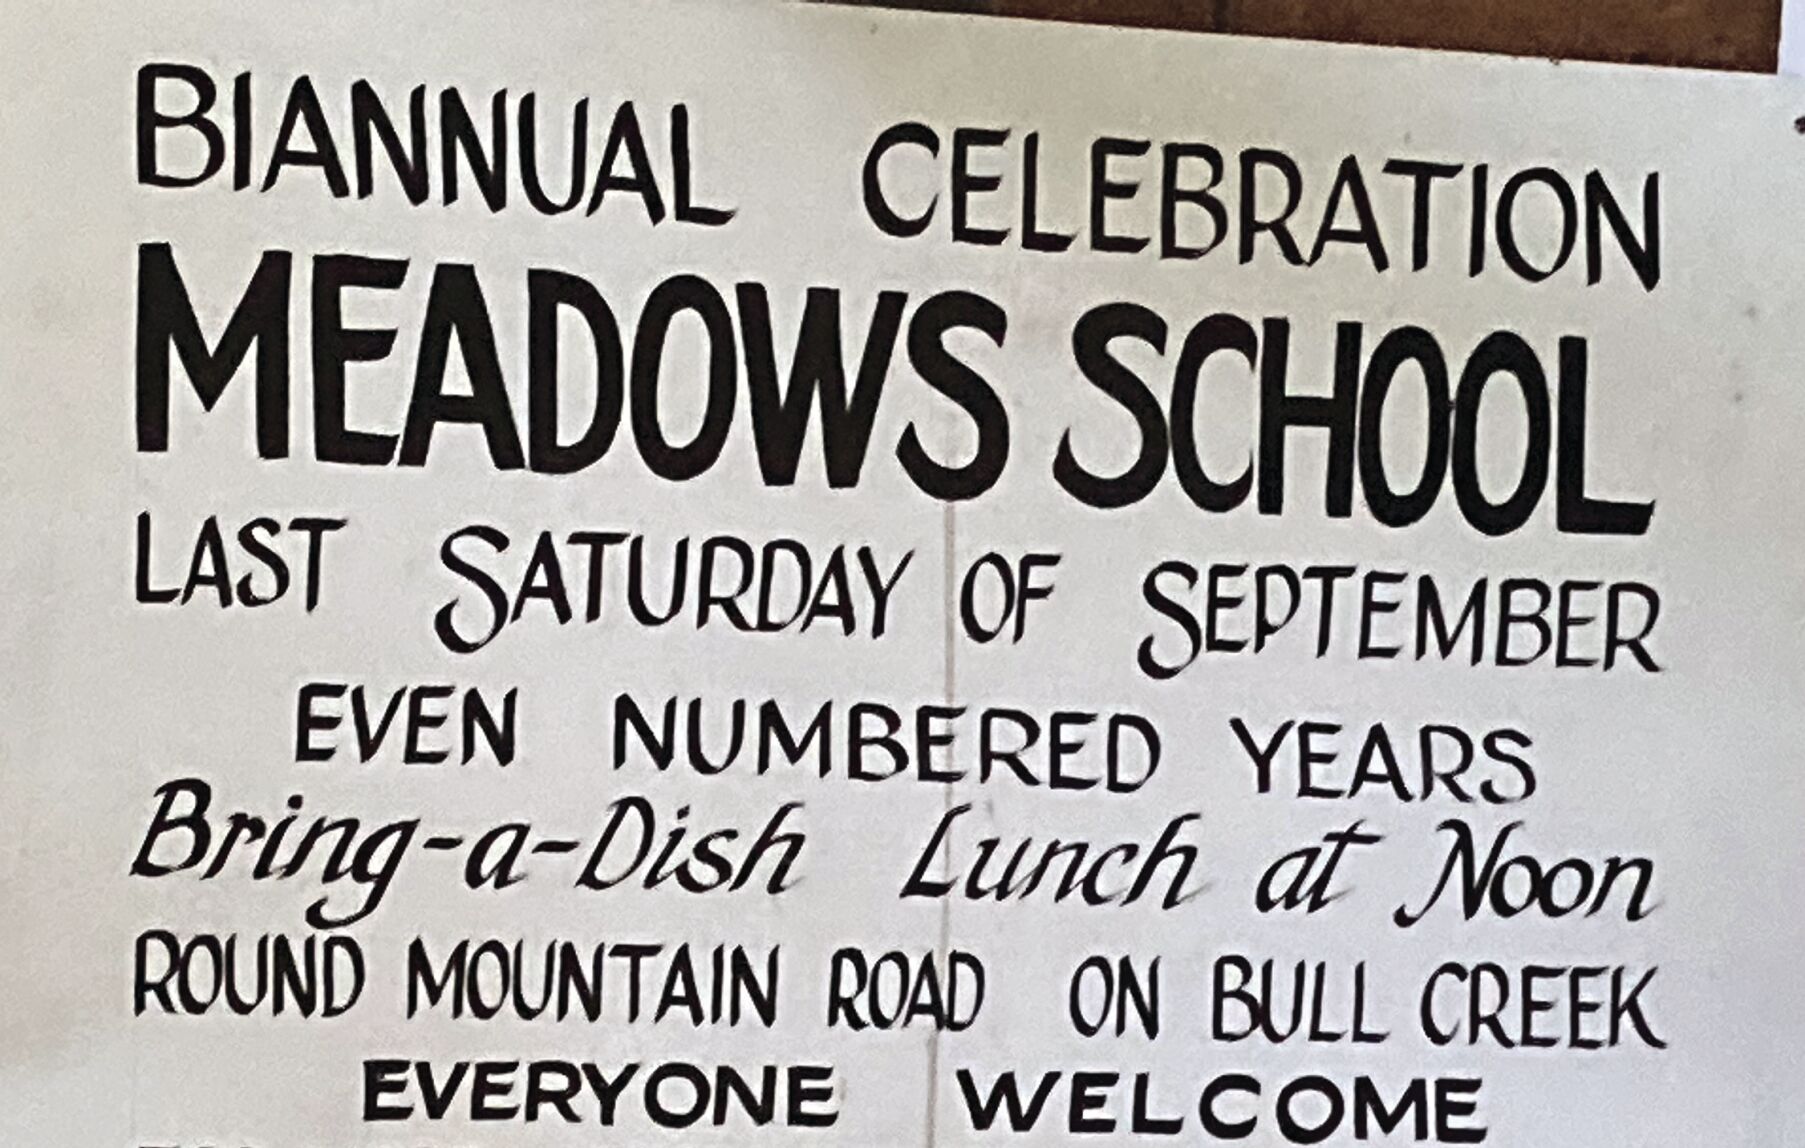 BIANNUAL CELEBRATION
MEADOWS SCHOOL
LAST SATURDAY OF SEPTEMBER
EVEN NUMBERED YEARS
Bring-a-Dish Lunch at Noon
ROUND MOUNTAIN ROAD ON BULL CREEK
EVERYONE WELCOME